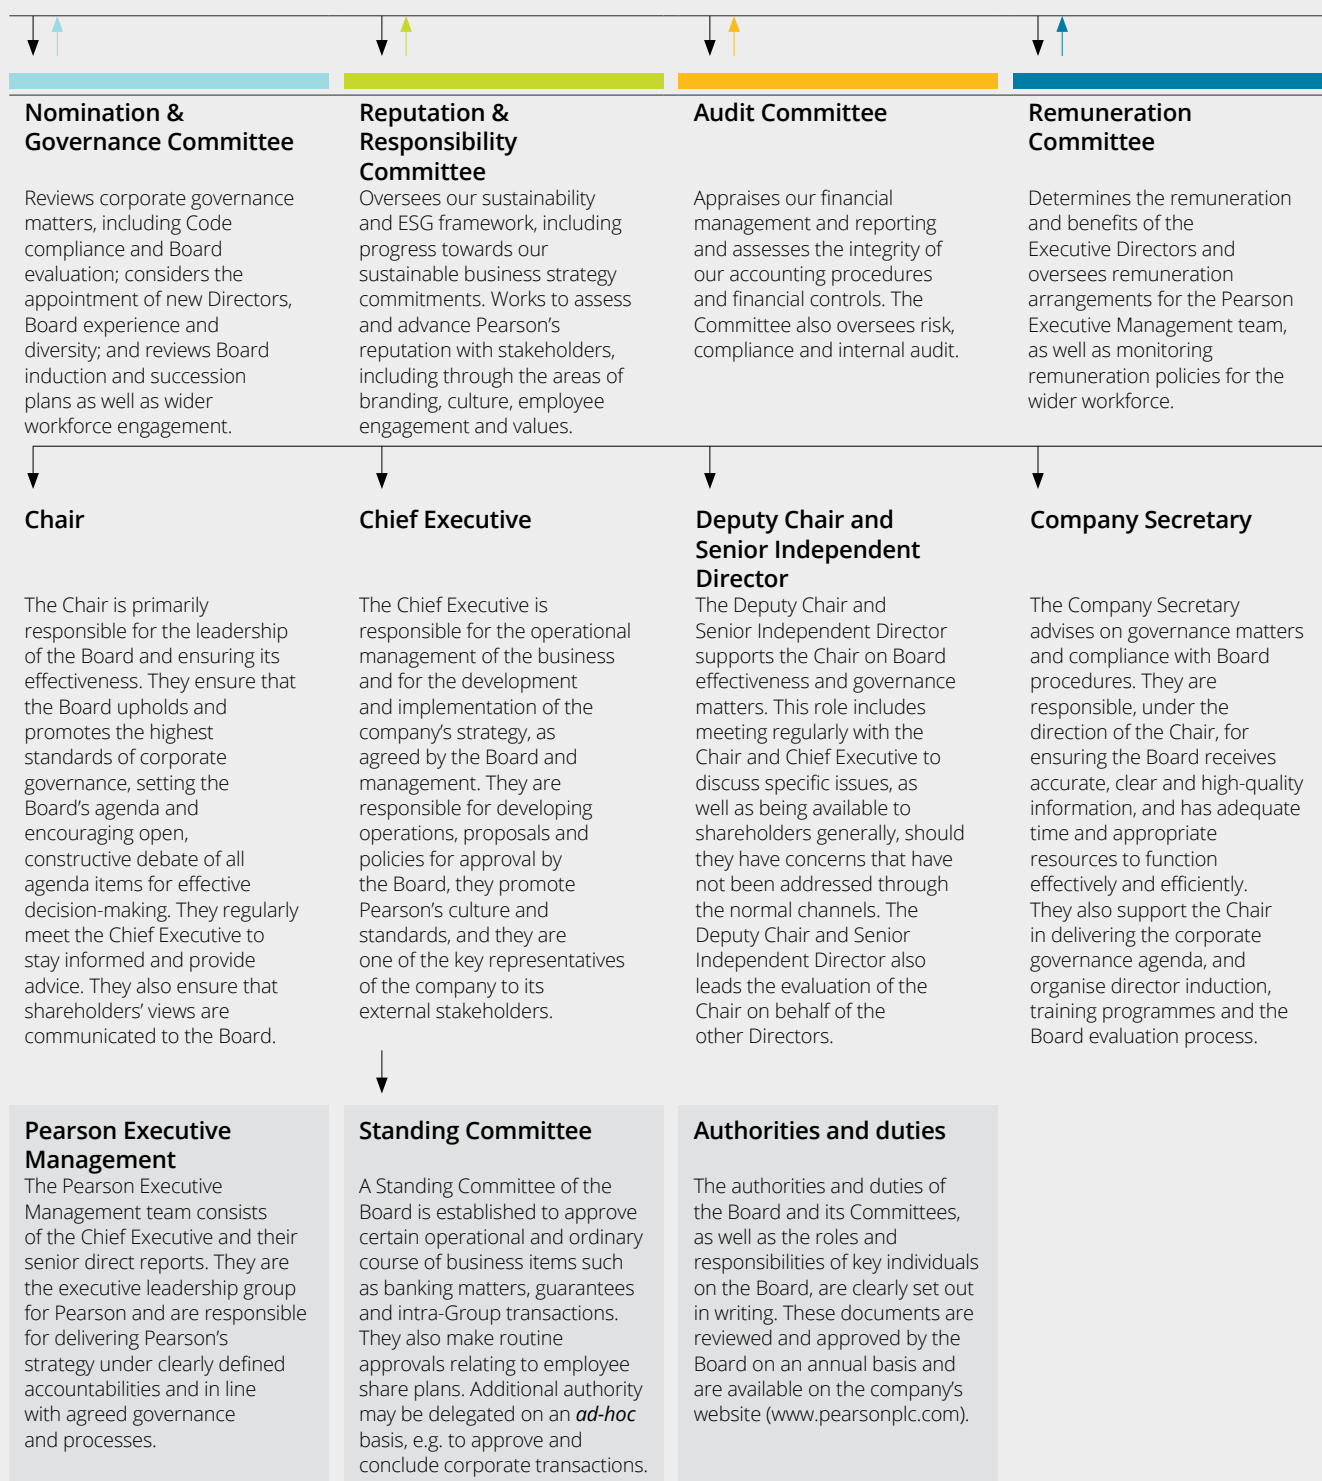 Nomination &
Governance Committee
Reviews corporate governance
matters, including Code
compliance and Board
evaluation; considers the
appointment of new Directors,
Board experience and
diversity; and reviews Board
induction and succession
plans as well as wider
workforce engagement.
Reputation &
Responsibility
Committee
Oversees our sustainability
and ESG framework, including
progress towards our
sustainable business strategy
commitments. Works to assess
and advance Pearson’s
reputation with stakeholders,
including through the areas of
branding, culture, employee
engagement and values.
Audit Committee
Appraises our financial
management and reporting
and assesses the integrity of
our accounting procedures
and financial controls. The
Committee also oversees risk,
compliance and internal audit.
Remuneration
Committee
Determines the remuneration
and benefits of the
Executive Directors and
oversees remuneration
arrangements for the Pearson
Executive Management team,
as well as monitoring
remuneration policies for the
wider workforce.
Chair
The Chair is primarily
responsible for the leadership
of the Board and ensuring its
effectiveness. They ensure that
the Board upholds and
promotes the highest
standards of corporate
governance, setting the
Board’s agenda and
encouraging open,
constructive debate of all
agenda items for effective
decision-making. They regularly
meet the Chief Executive to
stay informed and provide
advice. They also ensure that
shareholders’ views are
communicated to the Board.
Chief Executive
The Chief Executive is
responsible for the operational
management of the business
and for the development
and implementation of the
company’s strategy, as
agreed by the Board and
management. They are
responsible for developing
operations, proposals and
policies for approval by
the Board, they promote
Pearson’s culture and
standards, and they are
one of the key representatives
of the company to its
external stakeholders.
Deputy Chair and
Senior Independent
Director
The Deputy Chair and
Senior Independent Director
supports the Chair on Board
effectiveness and governance
matters. This role includes
meeting regularly with the
Chair and Chief Executive to
discuss specific issues, as
well as being available to
shareholders generally, should
they have concerns that have
not been addressed through
the normal channels. The
Deputy Chair and Senior
Independent Director also
leads the evaluation of the
Chair on behalf of the
other Directors.
Company Secretary
The Company Secretary
advises on governance matters
and compliance with Board
procedures. They are
responsible, under the
direction of the Chair, for
ensuring the Board receives
accurate, clear and high-quality
information, and has adequate
time and appropriate
resources to function
effectively and efficiently.
They also support the Chair
in delivering the corporate
governance agenda, and
organise director induction,
training programmes and the
Board evaluation process.
Pearson Executive
Management
The Pearson Executive
Management team consists
of the Chief Executive and their
senior direct reports. They are
the executive leadership group
for Pearson and are responsible
for delivering Pearson’s
strategy under clearly defined
accountabilities and in line
with agreed governance
and processes.
Standing Committee
A Standing Committee of the
Board is established to approve
certain operational and ordinary
course of business items such
as banking matters, guarantees
and intra-Group transactions.
They also make routine
approvals relating to employee
share plans. Additional authority
may be delegated on an ad-hoc
basis, e.g. to approve and
conclude corporate transactions.
Authorities and duties
The authorities and duties of
the Board and its Committees,
as well as the roles and
responsibilities of key individuals
on the Board, are clearly set out
in writing. These documents are
reviewed and approved by the
Board on an annual basis and
are available on the company’s
website (www.pearsonplc.com).